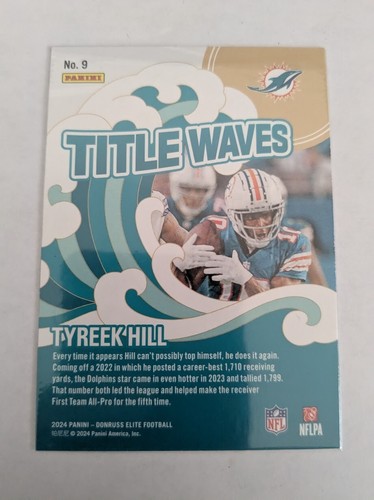 No. 9
PANINI
TITLE WAVES
TYREEK HILL
Every time it appears Hill can't possibly top himself, he does it again.
Coming off a 2022 in which he posted a career-best 1,710 receiving
yards, the Dolphins star came in even hotter in 2023 and tallied 1,799.
That number both led the league and helped make the receiver
First Team All-Pro for the fifth time.
2024 PANINI – DONRUSS ELITE FOOTBALL
© 2024 Panini America, Inc.
NFL
NFLPA